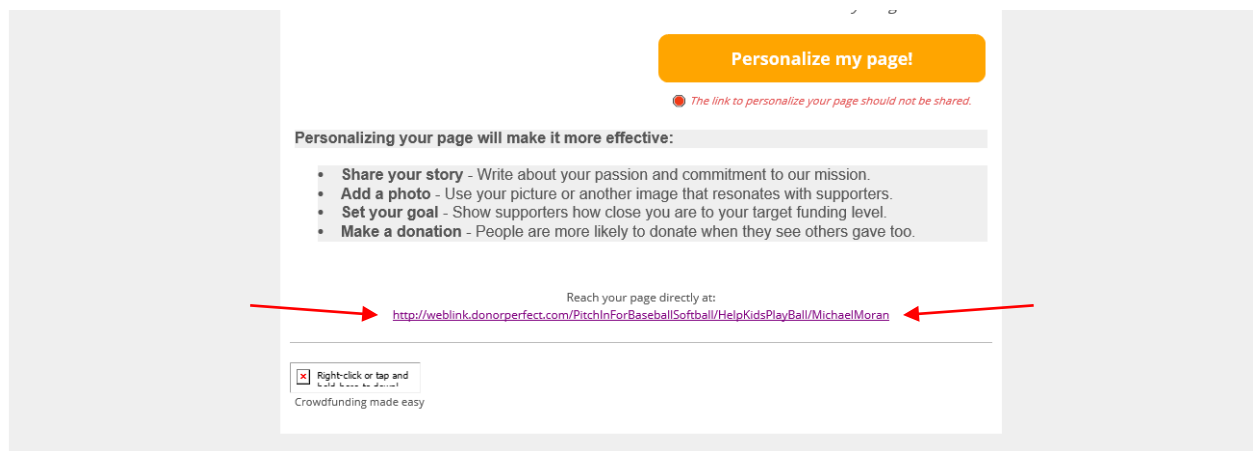 Personalize my page!
The link to personalize your page should not be shared.
Personalizing your page will make it more effective:
• Share your story - Write about your passion and commitment to our mission.
• Add a photo - Use your picture or another image that resonates with supporters.
• Set your goal - Show supporters how close you are to your target funding level.
• Make a donation - People are more likely to donate when they see others gave too.
Reach your page directly at:
http://weblink.donorperfect.com/PitchInForBaseballSoftball/HelpKidsPlayBall/MichaelMoran
Right-click or tap and
Crowdfunding made easy